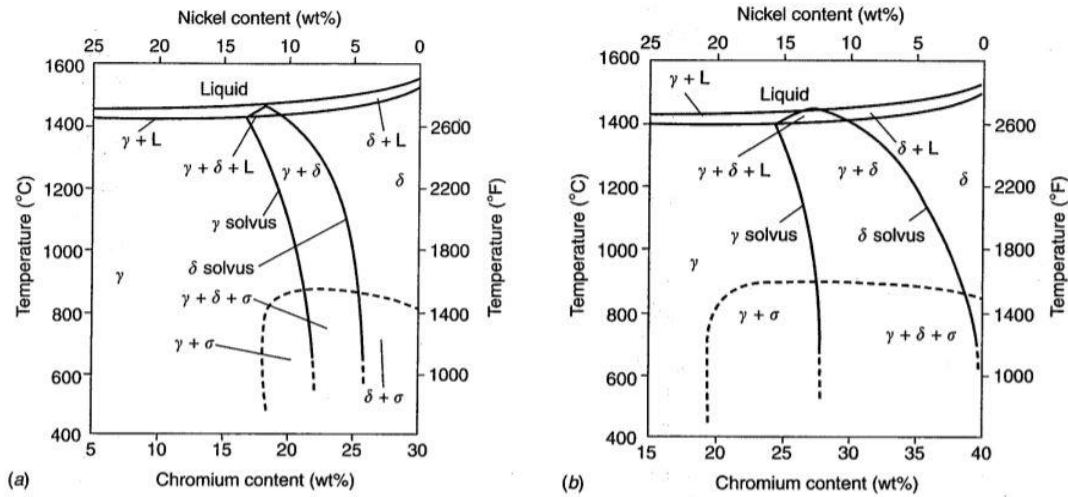 Nickel content (wt%)
25 20 15 10 5 0
1600
1400
1200
1000
800
600
400
Temperature (°C)
2600
2200
1800
1400
1000
Temperature (°F)
Liquid
γ + L
δ + L
γ + δ + L
γ + δ
δ
γ solvus
δ solvus
γ
γ + δ + σ
γ + σ
δ + σ
5 10 15 20 25 30
(a)
Chromium content (wt%)
Nickel content (wt%)
25 20 15 10 5 0
1600
1400
1200
1000
800
600
400
Temperature (°C)
2600
2200
1800
1400
1000
Temperature (°F)
γ + L
Liquid
δ + L
γ + δ + L
γ + δ
δ
γ solvus
δ solvus
γ
γ + σ
γ + δ + σ
15 20 25 30 35 40
(b)
Chromium content (wt%)